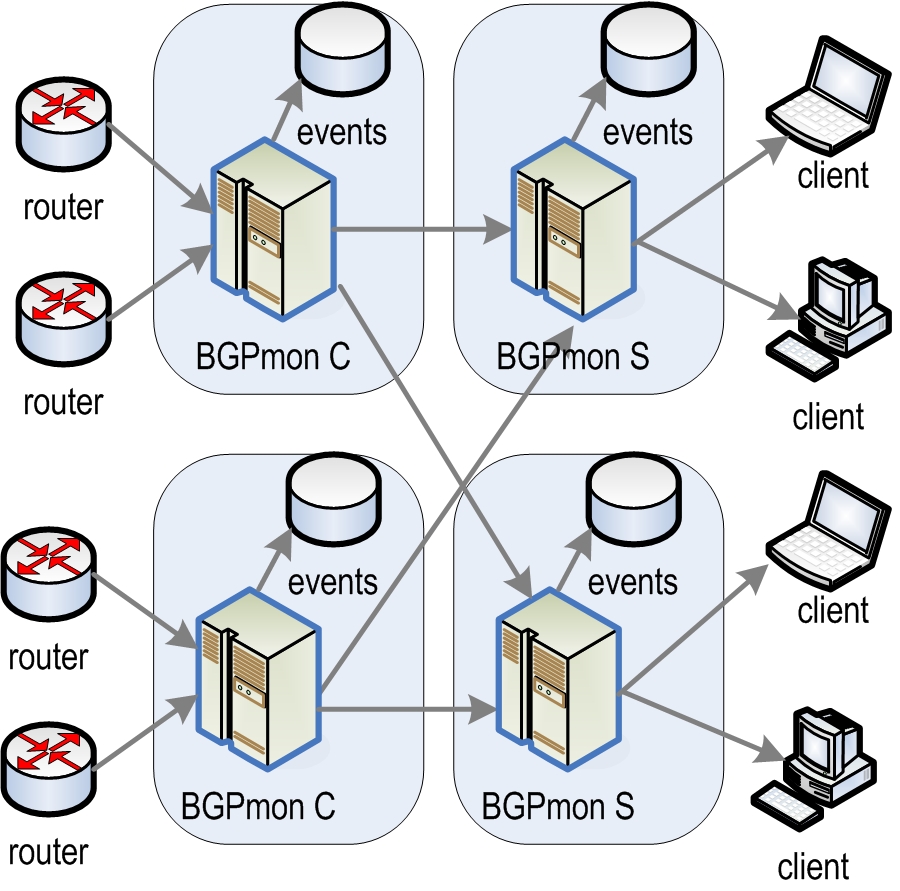 events
events
client
router
BGPmon C
BGPmon S
router
client
events
events
client
router
BGPmon C
BGPmon S
router
client